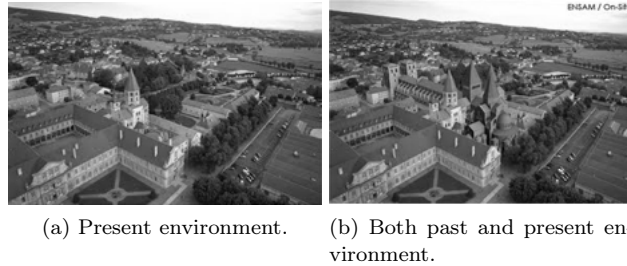 ENSAM / On-Sit
(a) Present environment.
(b) Both past and present en-
vironment.